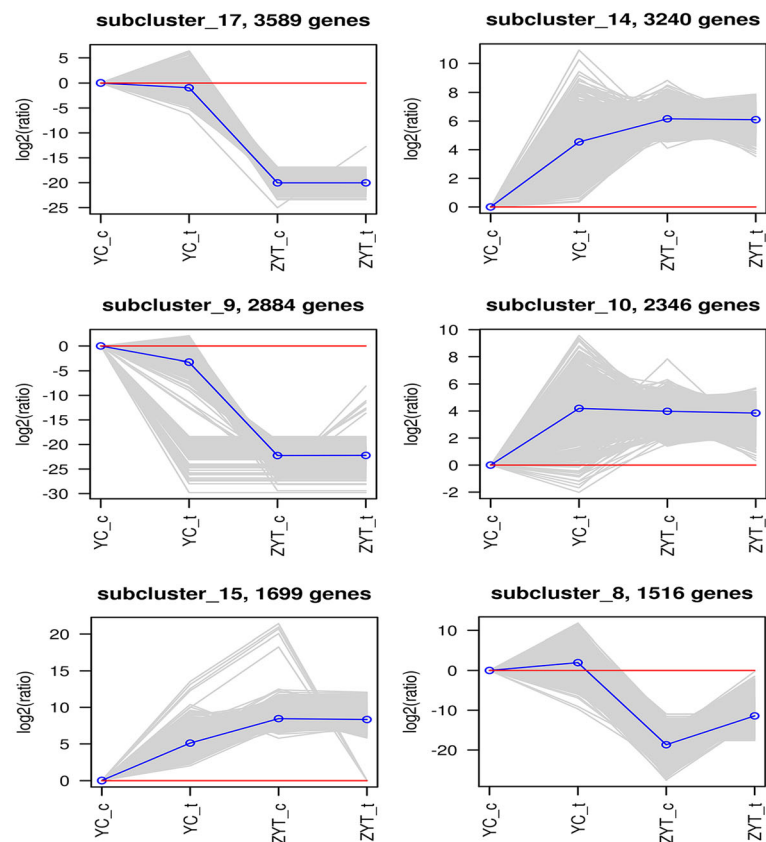 subcluster_17, 3589 genes
log2(ratio)
5
0
-5
-10
-15
-20
-25
YC_c
YC_t
ZYT_c
ZYT_t
subcluster_14, 3240 genes
log2(ratio)
10
8
6
4
2
0
YC_c
YC_t
ZYT_c
ZYT_t
subcluster_9, 2884 genes
log2(ratio)
0
-5
-10
-15
-20
-25
-30
YC_c
YC_t
ZYT_c
ZYT_t
subcluster_10, 2346 genes
log2(ratio)
10
8
6
4
2
0
-2
YC_c
YC_t
ZYT_c
ZYT_t
subcluster_15, 1699 genes
log2(ratio)
20
15
10
5
0
YC_c
YC_t
ZYT_c
ZYT_t
subcluster_8, 1516 genes
log2(ratio)
10
0
-10
-20
YC_c
YC_t
ZYT_c
ZYT_t